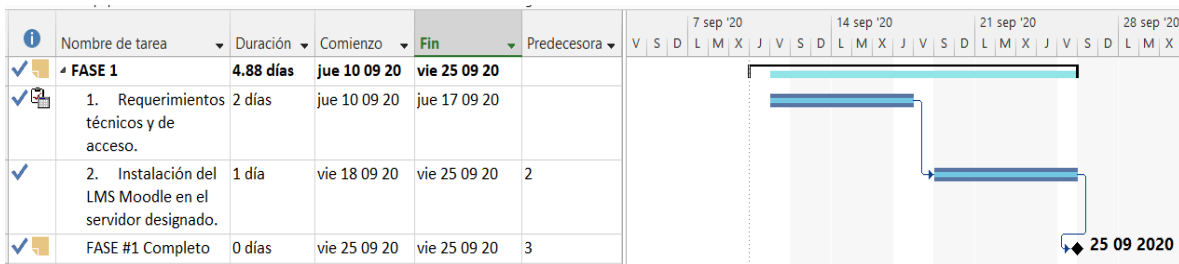 7 sep '20 14 sep '20 21 sep '20 28 sep '20
Nombre de tarea Duración Comienzo Fin Predecesora V S D L M X J V S D L M X J V S D L M X J V S D L M X
FASE 1 4.88 días jue 10 09 20 vie 25 09 20
1. Requerimientos 2 días jue 10 09 20 jue 17 09 20
técnicos y de
acceso.
2. Instalación del 1 día vie 18 09 20 vie 25 09 20 2
LMS Moodle en el
servidor designado.
FASE #1 Completo 0 días vie 25 09 20 vie 25 09 20 3 25 09 2020